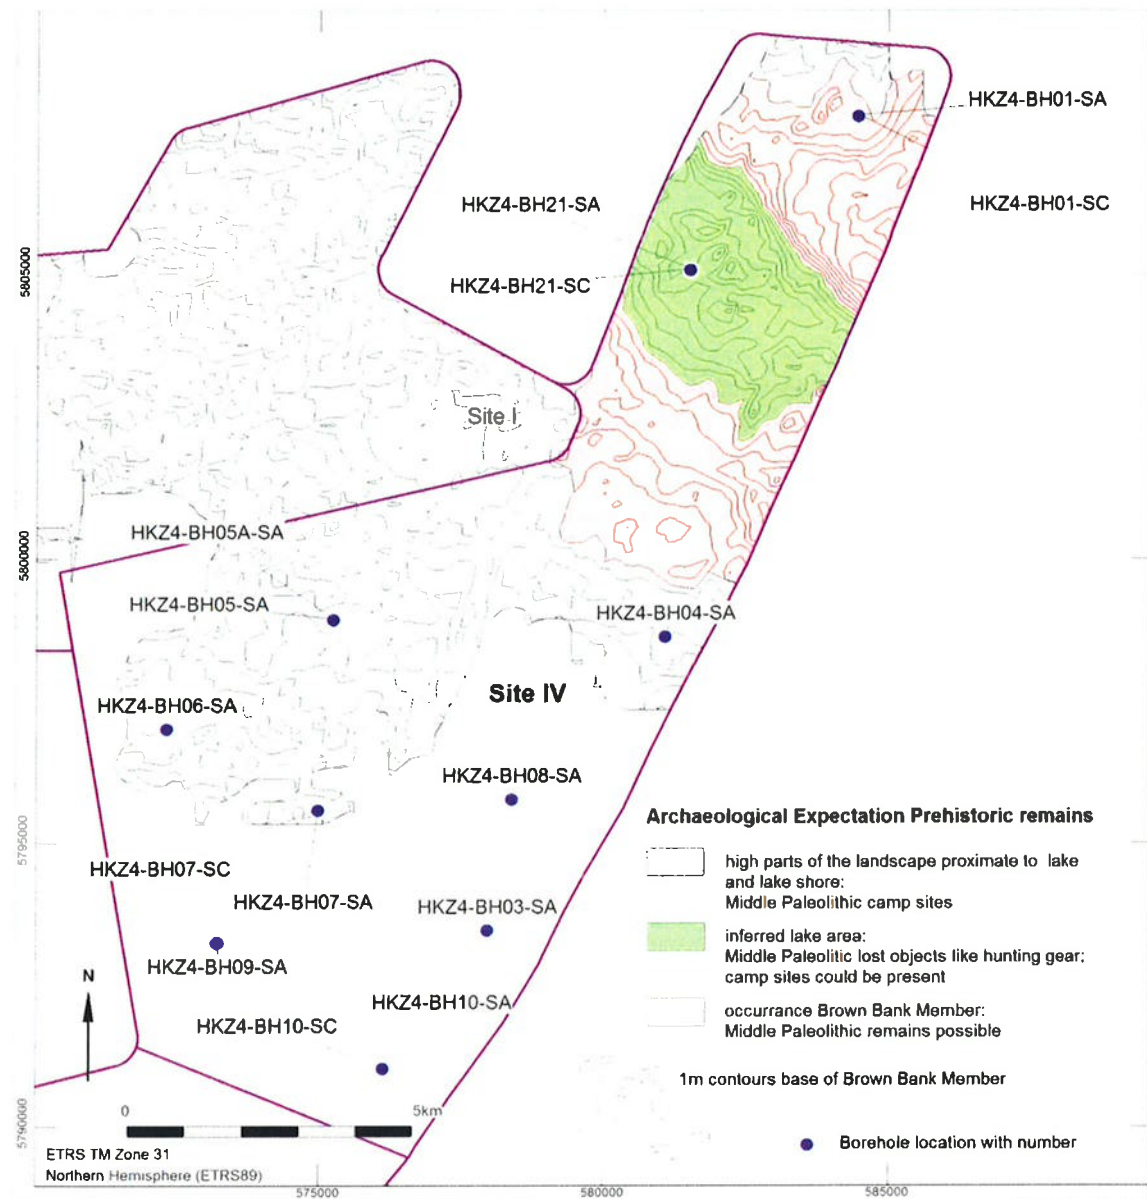 HKZ4-BH01-SA
HKZ4-BH21-SA
HKZ4-BH01-SC
HKZ4-BH21-SC
5805000
Site I
HKZ4-BH05A-SA
5800000
HKZ4-BH05-SA
HKZ4-BH04-SA
Site IV
HKZ4-BH06-SA
HKZ4-BH08-SA
5795000
HKZ4-BH07-SC
HKZ4-BH07-SA
HKZ4-BH03-SA
HKZ4-BH09-SA
HKZ4-BH10-SA
HKZ4-BH10-SC
N
Archaeological Expectation Prehistoric remains
high parts of the landscape proximate to lake
and lake shore:
Middle Paleolithic camp sites
inferred lake area:
Middle Paleolitic lost objects like hunting gear;
camp sites could be present
occurrance Brown Bank Member:
Middle Paleolithic remains possible
1m contours base of Brown Bank Member
Borehole location with number
5790000
0 5km
ETRS TM Zone 31
Northern Hemisphere (ETRS89)
575000 580000 585000